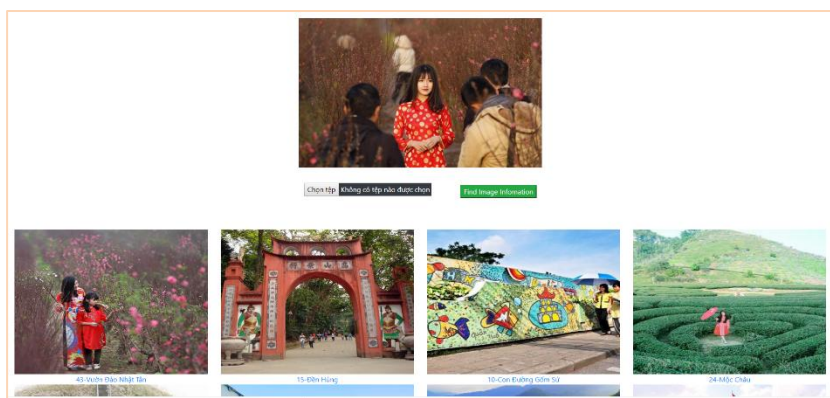 Chọn tệp Không có tệp nào được chọn Find Image Infomation
43-Vườn Đào Nhật Tân 15-Đền Hùng 10-Con Đường Gốm Sứ 24-Mộc Châu